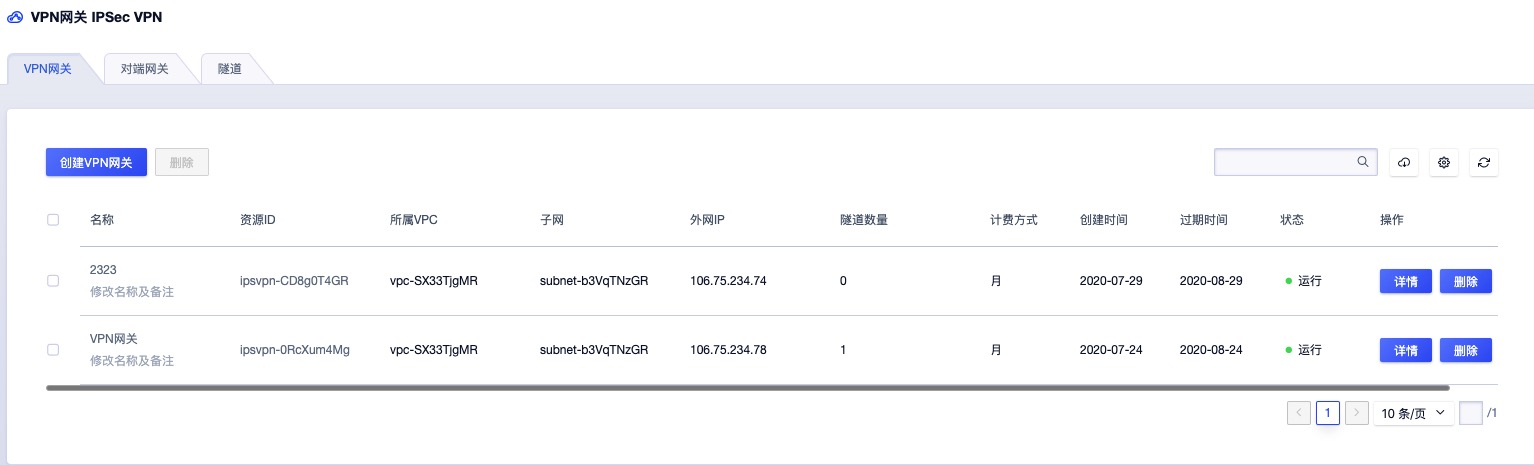 VPN网关 IPSec VPN
VPN网关 对端网关 隧道
创建VPN网关 删除
名称 资源ID 所属VPC 子网 外网IP 隧道数量 计费方式 创建时间 过期时间 状态 操作
2323
修改名称及备注
ipsvpn-CD8g0T4GR vpc-SX33TjgMR subnet-b3VqTNzGR 106.75.234.74 0 月 2020-07-29 2020-08-29 运行 详情 删除
VPN网关
修改名称及备注
ipsvpn-0RcXum4Mg vpc-SX33TjgMR subnet-b3VqTNzGR 106.75.234.78 1 月 2020-07-24 2020-08-24 运行 详情 删除
1 10 条/页 /1